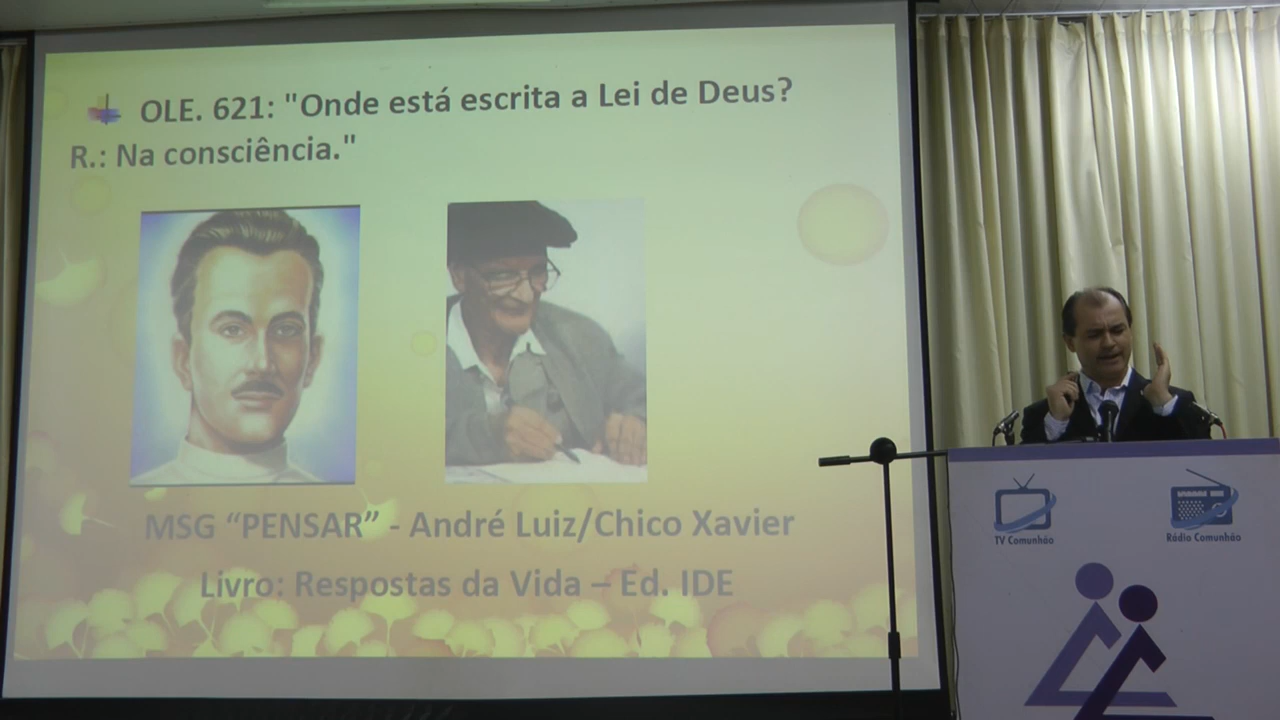 OLE. 621: "Onde está escrita a Lei de Deus?
R.: Na consciência."
MSG “PENSAR” - André Luiz/Chico Xavier
Livro: Respostas da Vida – Ed. IDE
TV Comunhão
Rádio Comunhão